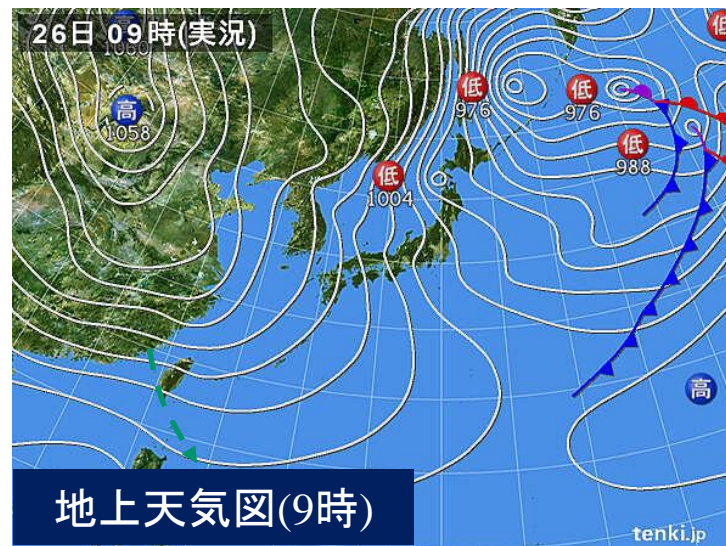 26日 09時(実況)
高
1060
高
1058
低
976
低
976
低
低
988
低
1004
高
地上天気図(9時)
tenki.jp